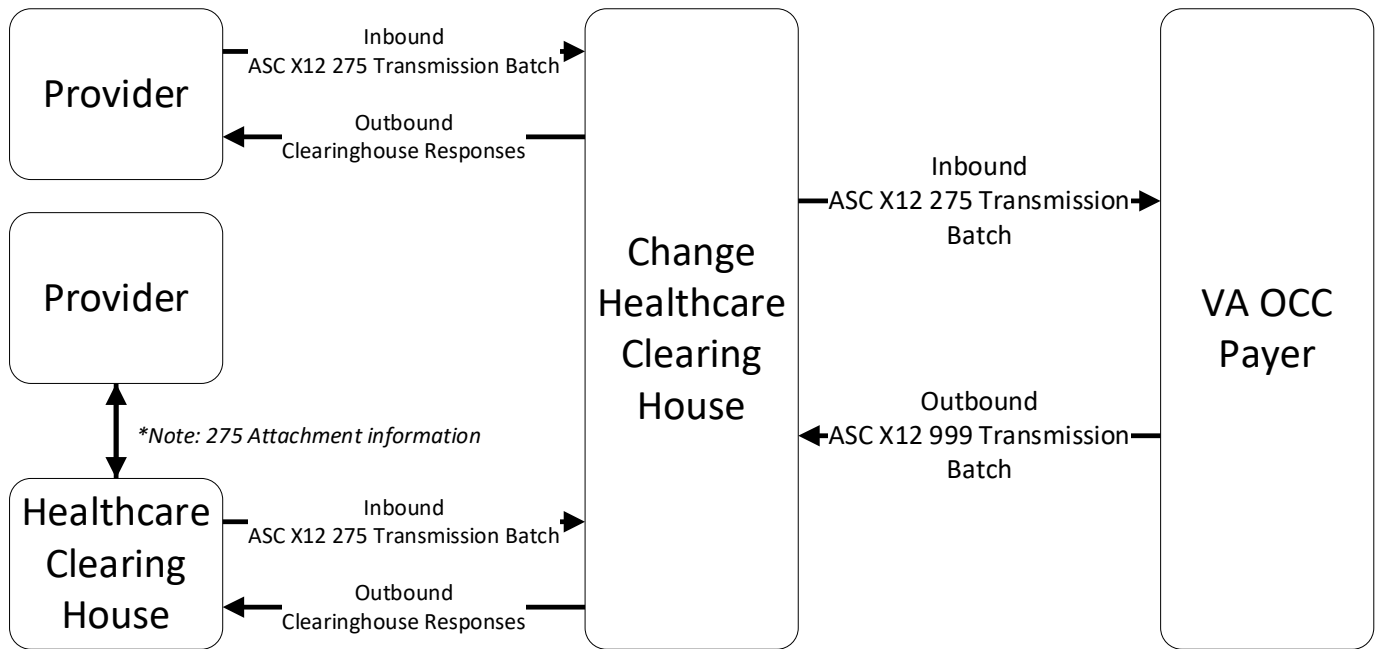 Provider
Inbound
ASC X12 275 Transmission Batch
Outbound
Clearinghouse Responses
Provider
*Note: 275 Attachment information
Healthcare
Clearing
House
Inbound
ASC X12 275 Transmission Batch
Outbound
Clearinghouse Responses
Change
Healthcare
Clearing
House
Inbound
ASC X12 275 Transmission
Batch
Outbound
ASC X12 999 Transmission
Batch
VA OCC
Payer